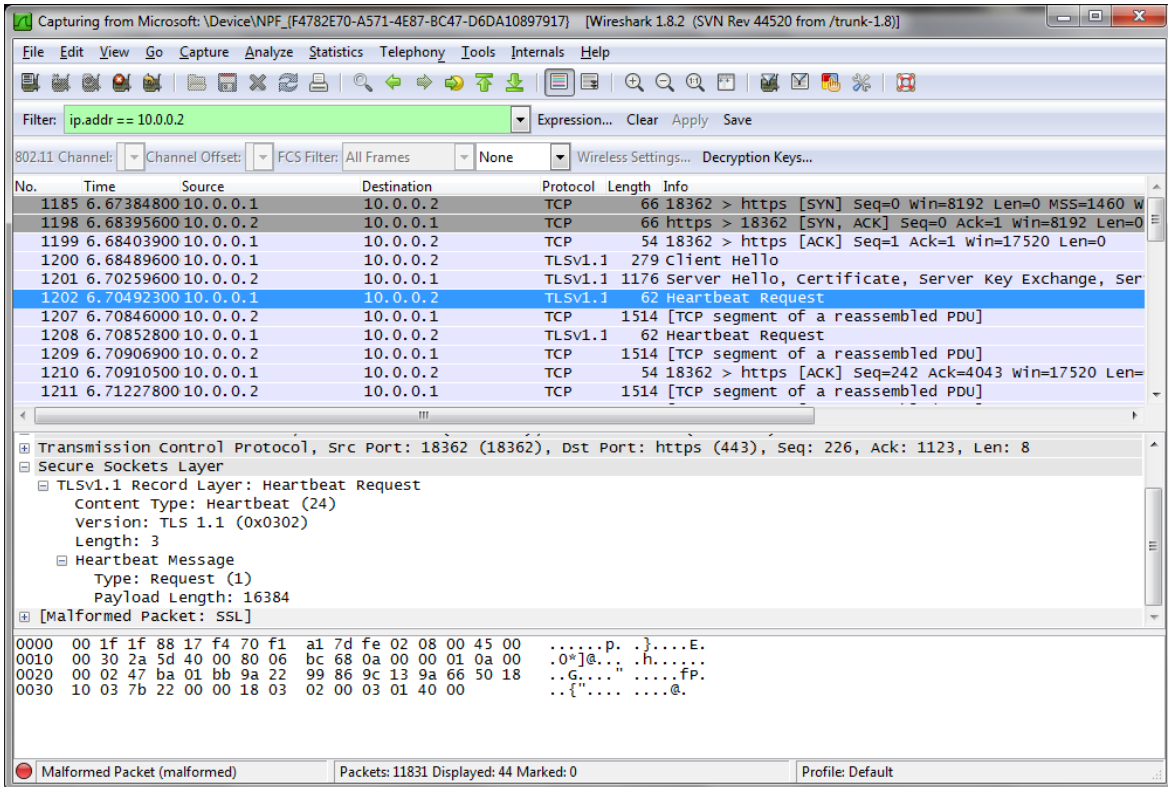 Capturing from Microsoft: \Device\NPF_{F4782E70-A571-4E87-BC47-D6DA10897917} [Wireshark 1.8.2 (SVN Rev 44520 from /trunk-1.8)]
File Edit View Go Capture Analyze Statistics Telephony Tools Internals Help
Filter: ip.addr == 10.0.0.2 Expression... Clear Apply Save
802.11 Channel: Channel Offset: FCS Filter: All Frames None Wireless Settings... Decryption Keys...
No. Time Source Destination Protocol Length Info
1185 6.67384800 10.0.0.1 10.0.0.2 TCP 66 18362 > https [SYN] Seq=0 Win=8192 Len=0 MSS=1460 W
1198 6.68395600 10.0.0.2 10.0.0.1 TCP 66 https > 18362 [SYN, ACK] Seq=0 Ack=1 Win=8192 Len=0
1199 6.68403900 10.0.0.1 10.0.0.2 TCP 54 18362 > https [ACK] Seq=1 Ack=1 Win=17520 Len=0
1200 6.68489600 10.0.0.1 10.0.0.2 TLSv1.1 279 Client Hello
1201 6.70259600 10.0.0.2 10.0.0.1 TLSv1.1 1176 Server Hello, Certificate, Server Key Exchange, Ser
1202 6.70492300 10.0.0.1 10.0.0.2 TLSv1.1 62 Heartbeat Request
1207 6.70846000 10.0.0.2 10.0.0.1 TCP 1514 [TCP segment of a reassembled PDU]
1208 6.70852800 10.0.0.1 10.0.0.2 TLSv1.1 62 Heartbeat Request
1209 6.70906900 10.0.0.2 10.0.0.1 TCP 1514 [TCP segment of a reassembled PDU]
1210 6.70910500 10.0.0.1 10.0.0.2 TCP 54 18362 > https [ACK] Seq=242 Ack=4043 Win=17520 Len=
1211 6.71227800 10.0.0.2 10.0.0.1 TCP 1514 [TCP segment of a reassembled PDU]
Transmission Control Protocol, Src Port: 18362 (18362), Dst Port: https (443), Seq: 226, Ack: 1123, Len: 8
Secure Sockets Layer
TLSv1.1 Record Layer: Heartbeat Request
Content Type: Heartbeat (24)
Version: TLS 1.1 (0x0302)
Length: 3
Heartbeat Message
Type: Request (1)
Payload Length: 16384
[Malformed Packet: SSL]
0000 00 1f 1f 88 17 f4 70 f1 a1 7d fe 02 08 00 45 00 ......p. .}....E.
0010 00 30 2a 5d 40 00 80 06 bc 68 0a 00 00 01 0a 00 .0*]@... .h......
0020 00 02 47 ba 01 bb 9a 22 99 86 9c 13 9a 66 50 18 ..G...." .....fP.
0030 10 03 7b 22 00 00 18 03 02 00 03 01 40 00 ..{".... ....@.
Malformed Packet (malformed) Packets: 11831 Displayed: 44 Marked: 0 Profile: Default